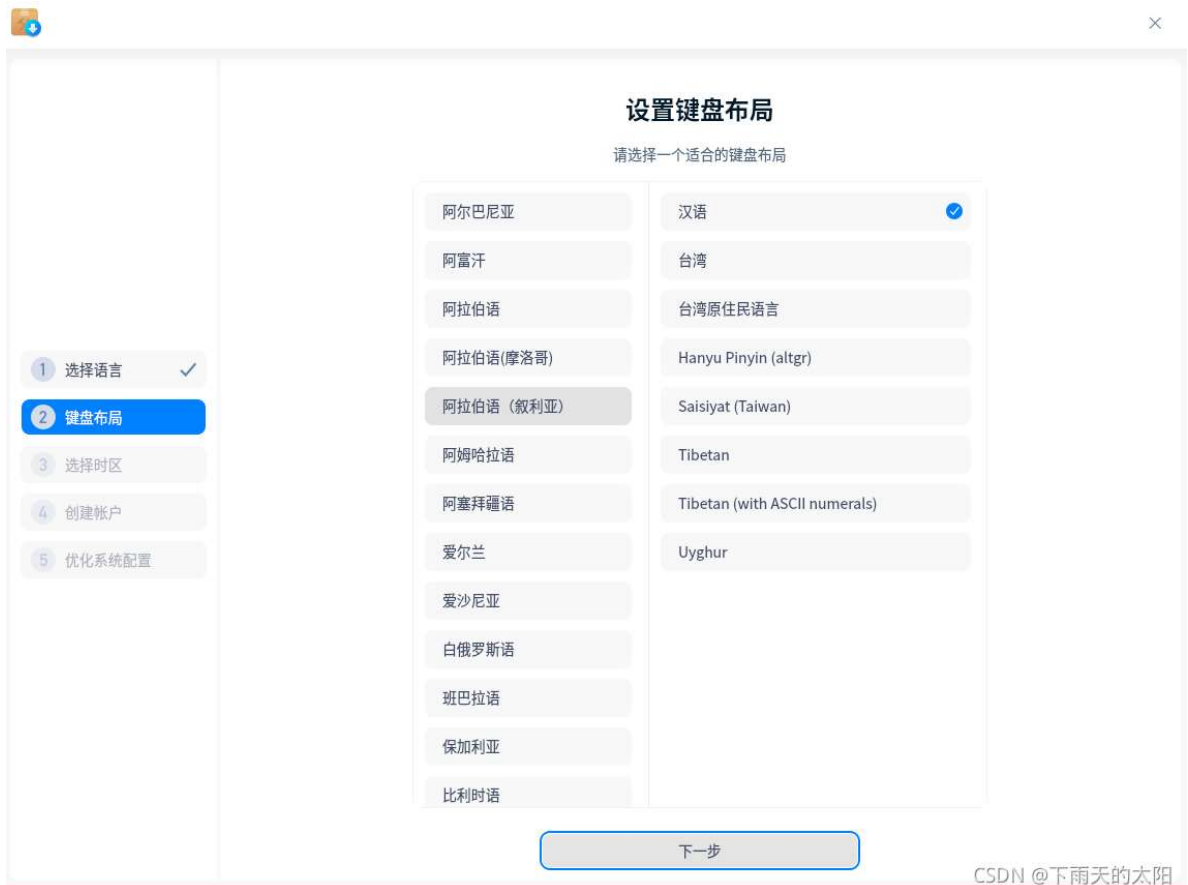 设置键盘布局
请选择一个适合的键盘布局
1 选择语言
2 键盘布局
3 选择时区
4 创建帐户
5 优化系统配置
阿尔巴尼亚
阿富汗
阿拉伯语
阿拉伯语(摩洛哥)
阿拉伯语（叙利亚）
阿姆哈拉语
阿塞拜疆语
爱尔兰
爱沙尼亚
白俄罗斯语
班巴拉语
保加利亚
比利时语
汉语
台湾
台湾原住民语言
Hanyu Pinyin (altgr)
Saisiyat (Taiwan)
Tibetan
Tibetan (with ASCII numerals)
Uyghur
下一步
CSDN @下雨天的太阳